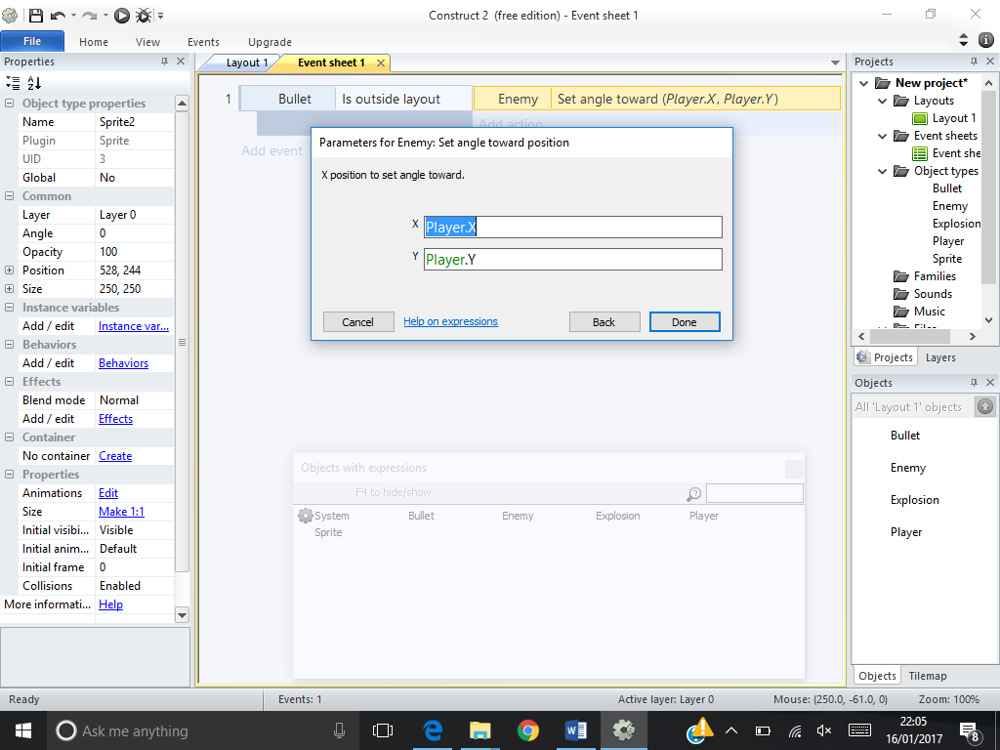 Construct 2 (free edition) - Event sheet 1
File Home View Events Upgrade
Properties
Object type properties
Name Sprite2
Plugin Sprite
UID 3
Global No
Common
Layer Layer 0
Angle 0
Opacity 100
Position 528, 244
Size 250, 250
Instance variables
Add / edit Instance var...
Behaviors
Add / edit Behaviors
Effects
Blend mode Normal
Add / edit Effects
Container
No container Create
Properties
Animations Edit
Size Make 1:1
Initial visibi... Visible
Initial anim... Default
Initial frame 0
Collisions Enabled
More informati... Help
Layout 1 Event sheet 1
1 Bullet Is outside layout Enemy Set angle toward (Player.X, Player.Y)
Add action
Add event
Parameters for Enemy: Set angle toward position
X position to set angle toward.
X Player.X
Y Player.Y
Cancel Help on expressions Back Done
Objects with expressions
F4 to hide/show
System Bullet Enemy Explosion Player
Sprite
Projects
New project*
Layouts
Layout 1
Event sheets
Event she
Object types
Bullet
Enemy
Explosion
Player
Sprite
Families
Sounds
Music
Files
Projects Layers
Objects
All 'Layout 1' objects
Bullet
Enemy
Explosion
Player
Objects Tilemap
Ready Events: 1 Active layer: Layer 0 Mouse: (250.0, -61.0, 0) Zoom: 100%
Ask me anything
22:05
16/01/2017
8